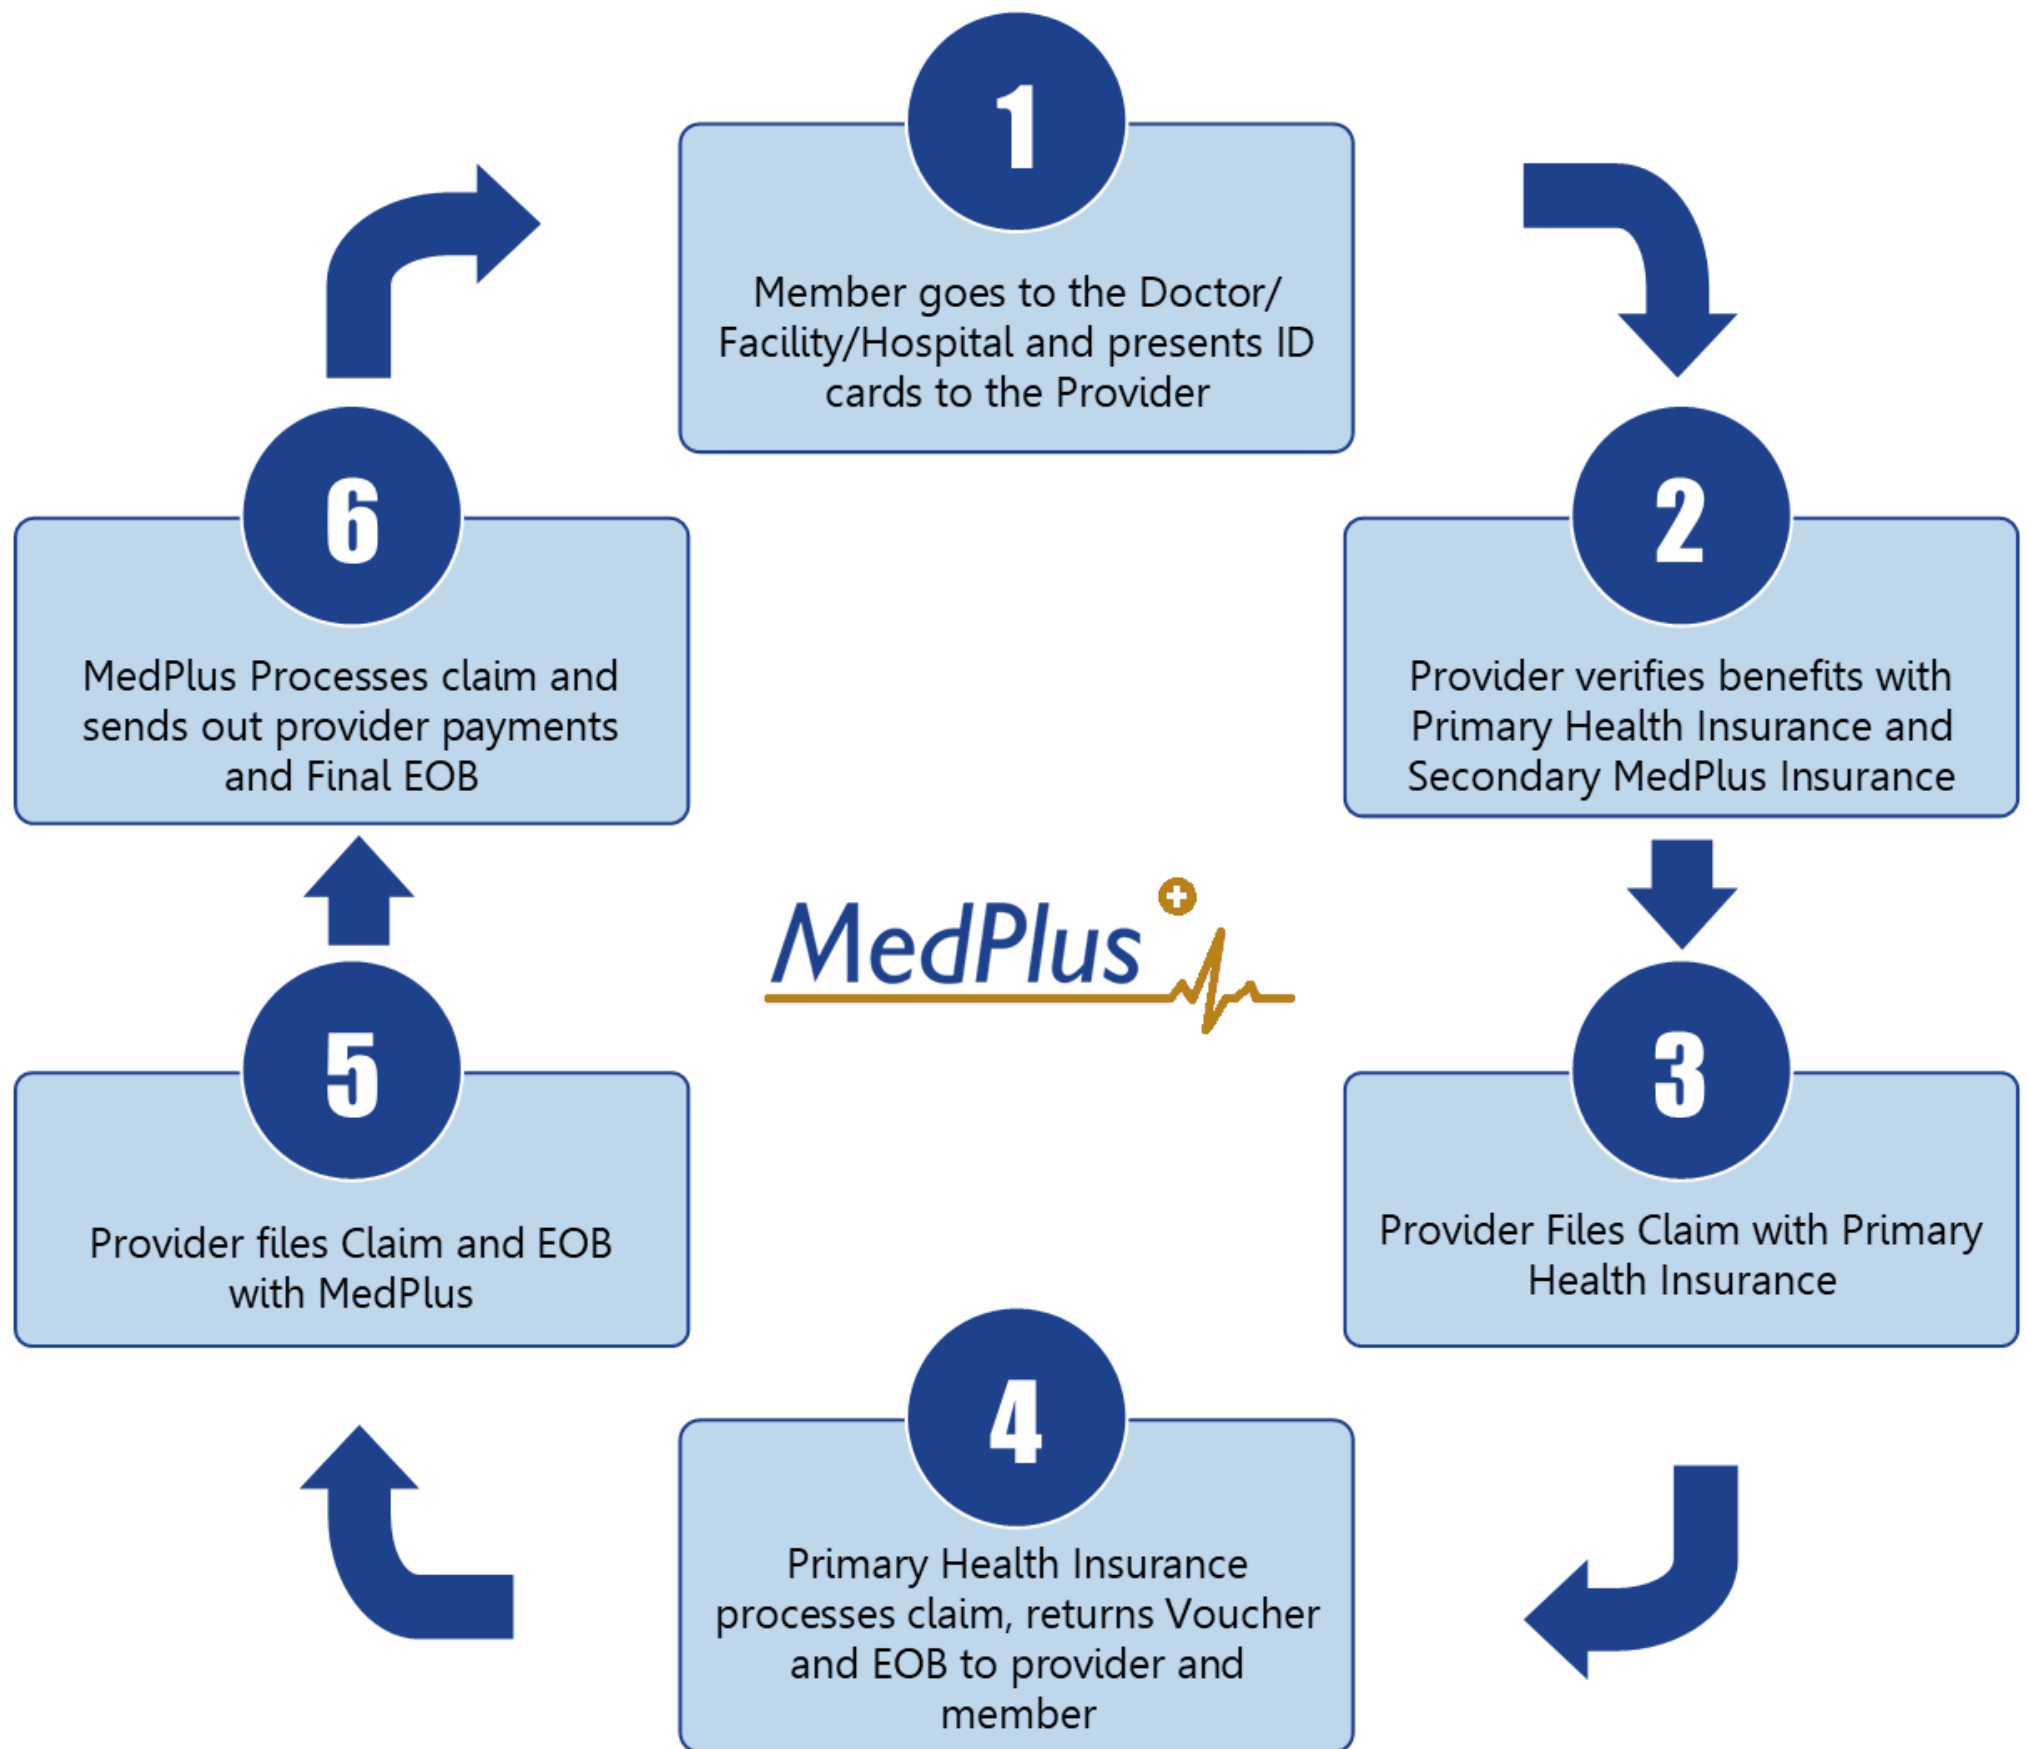 1
Member goes to the Doctor/
Facility/Hospital and presents ID
cards to the Provider
2
Provider verifies benefits with
Primary Health Insurance and
Secondary MedPlus Insurance
3
Provider Files Claim with Primary
Health Insurance
4
Primary Health Insurance
processes claim, returns Voucher
and EOB to provider and
member
5
Provider files Claim and EOB
with MedPlus
6
MedPlus Processes claim and
sends out provider payments
and Final EOB
MedPlus